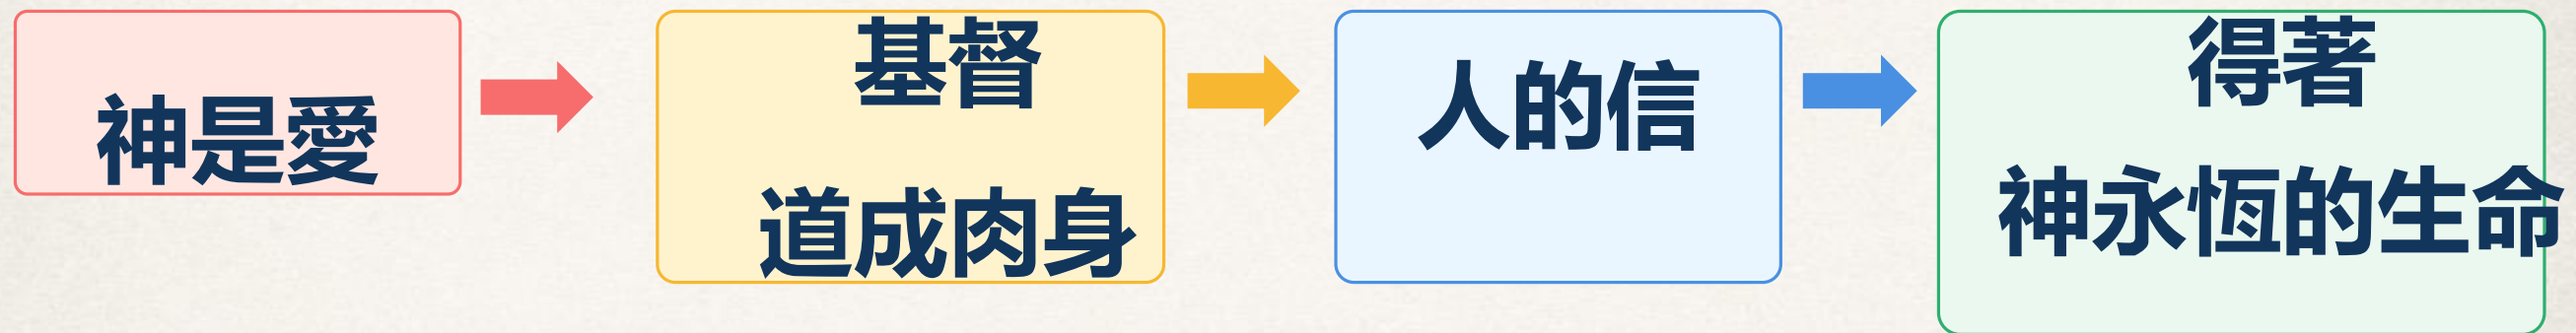 神是愛
基督
道成肉身
人的信
得著
神永恆的生命